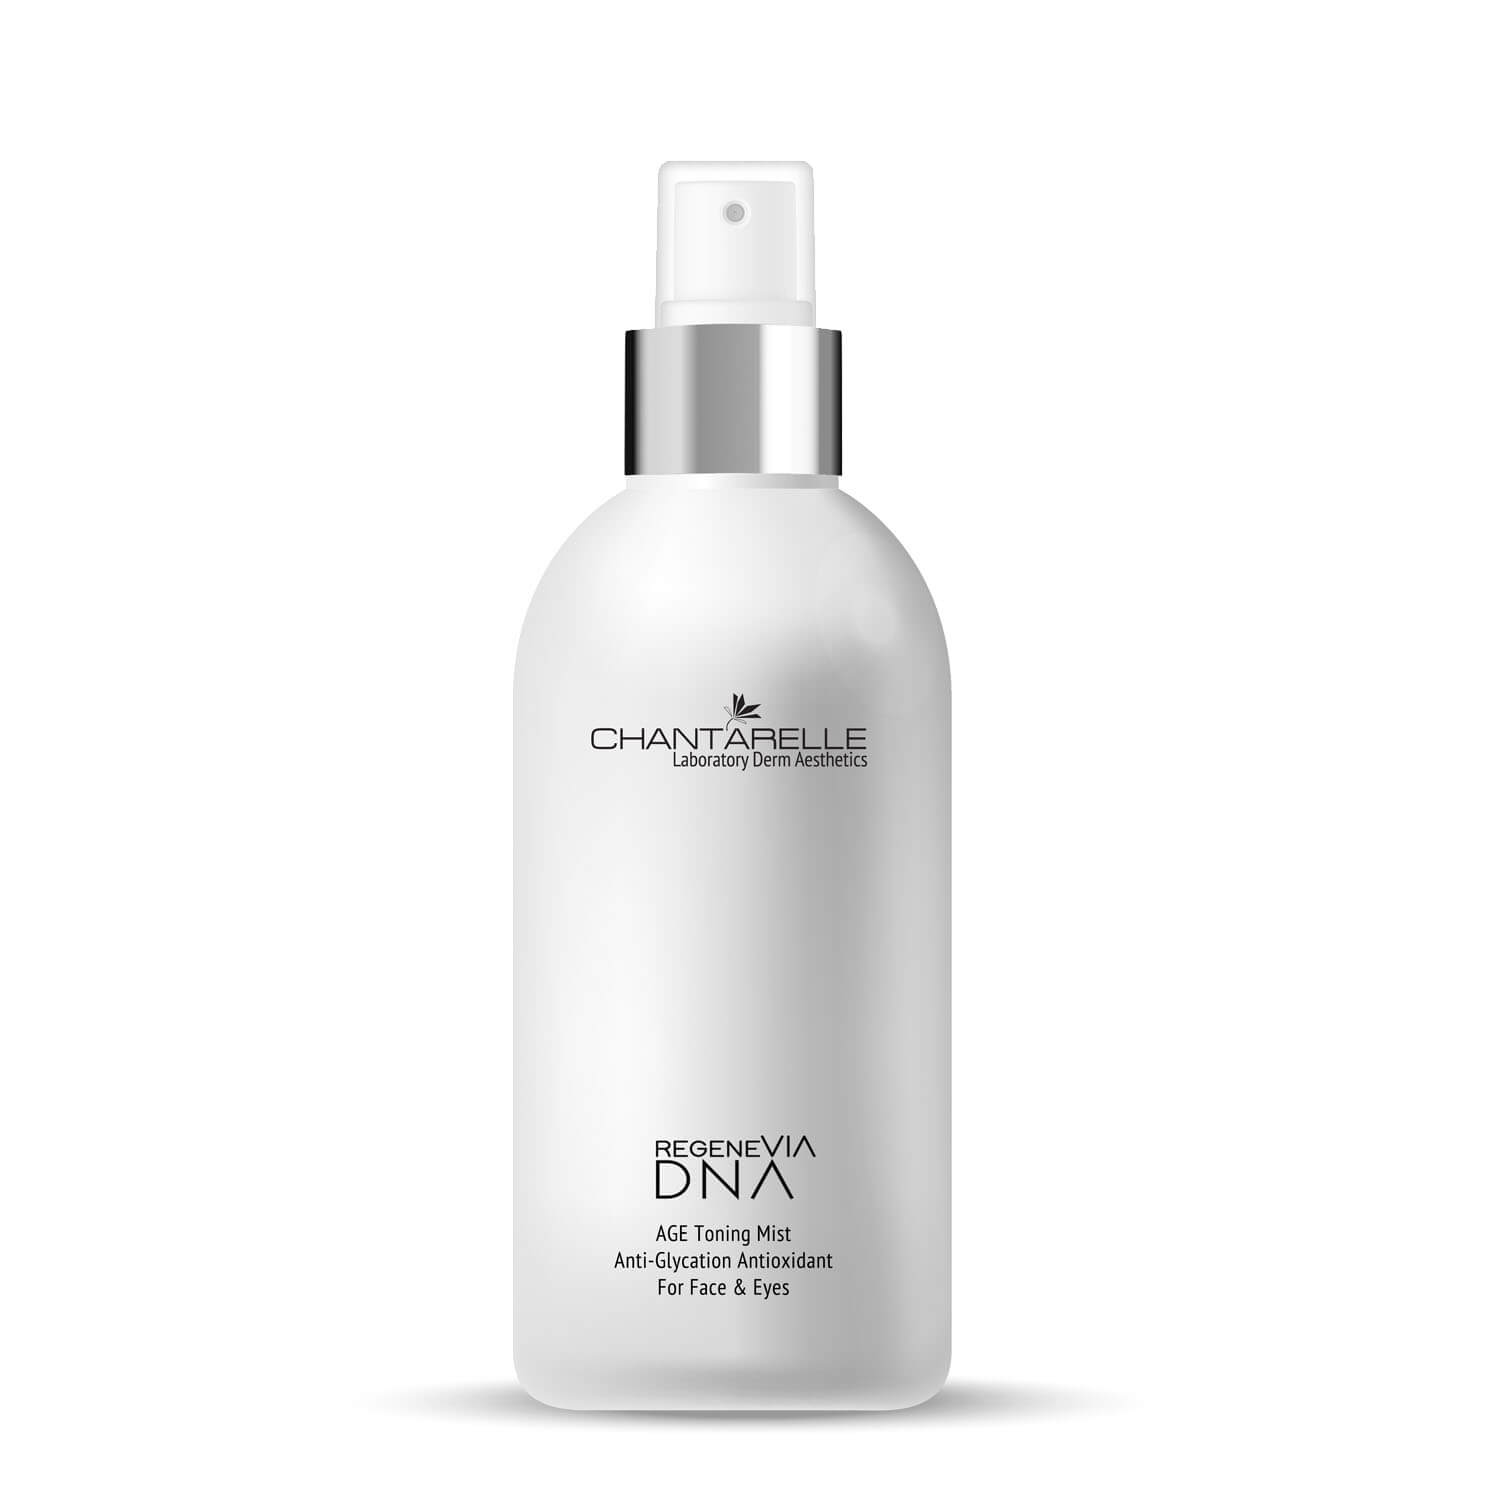 CHANTARELLE
Laboratory Derm Aesthetics
REGENEVIA
DNA
AGE Toning Mist
Anti-Glycation Antioxidant
For Face & Eyes